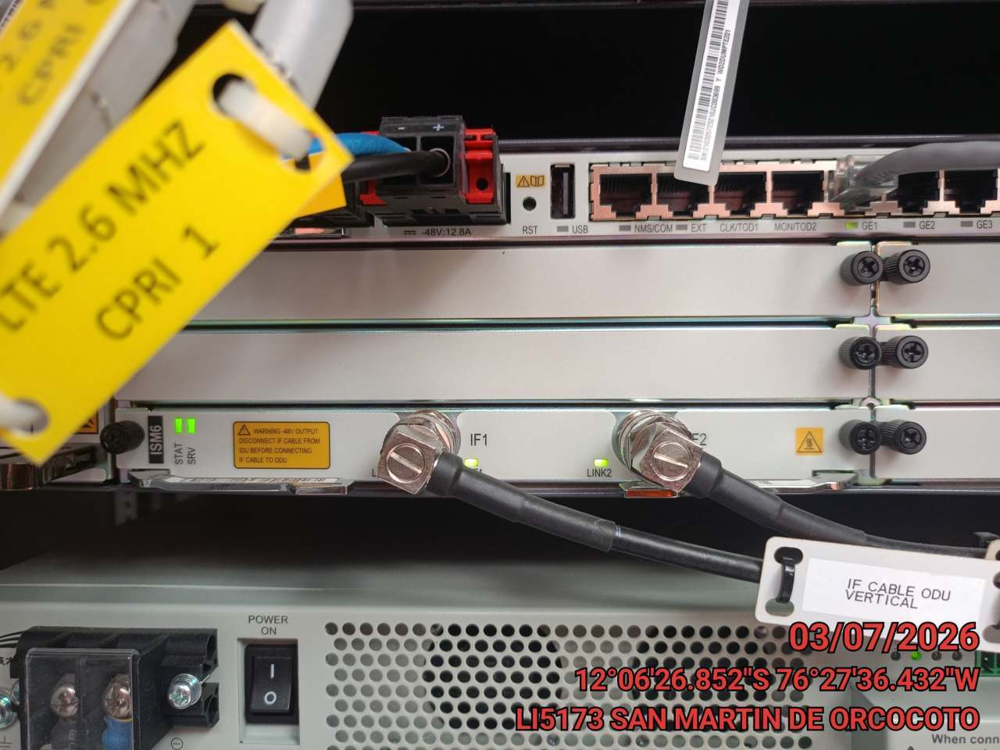 2.6 M
CPRI
LTE 2.6 MHZ
CPRI 1
- +
-48V;12.8A
RST
USB
NMS/COM
EXT
CLK/TOD1
MON/TOD2
GE1
GE2
GE3
ISM6
STAT
SRV
WARNING -48V OUTPUT
DISCONNECT IF CABLE FROM
IDU BEFORE CONNECTING
IF CABLE TO ODU
IF1
LINK2
IF CABLE ODU
VERTICAL
POWER
ON
03/07/2026
12°06'26.852"S 76°27'36.432"W
LI5173 SAN MARTIN DE ORCOCOTO
When conn